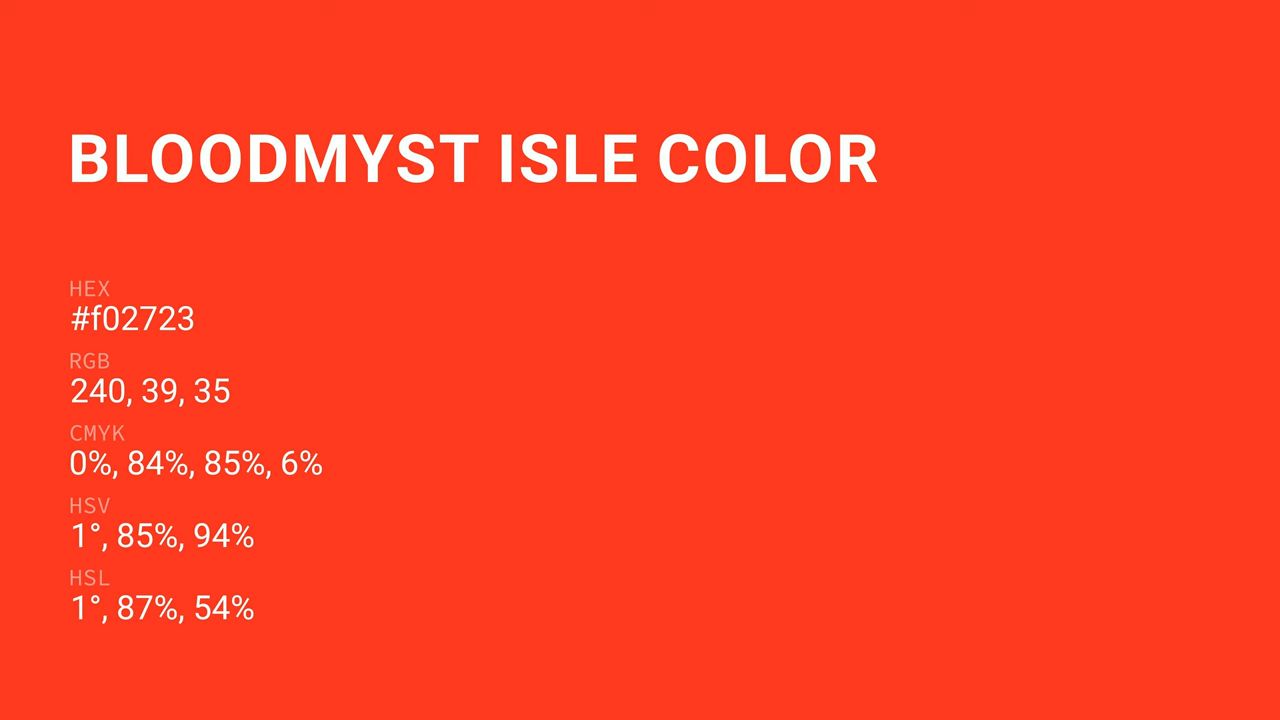 BLOODMYST ISLE COLOR
HEX
#f02723
RGB
240, 39, 35
CMYK
0%, 84%, 85%, 6%
HSV
1°, 85%, 94%
HSL
1°, 87%, 54%